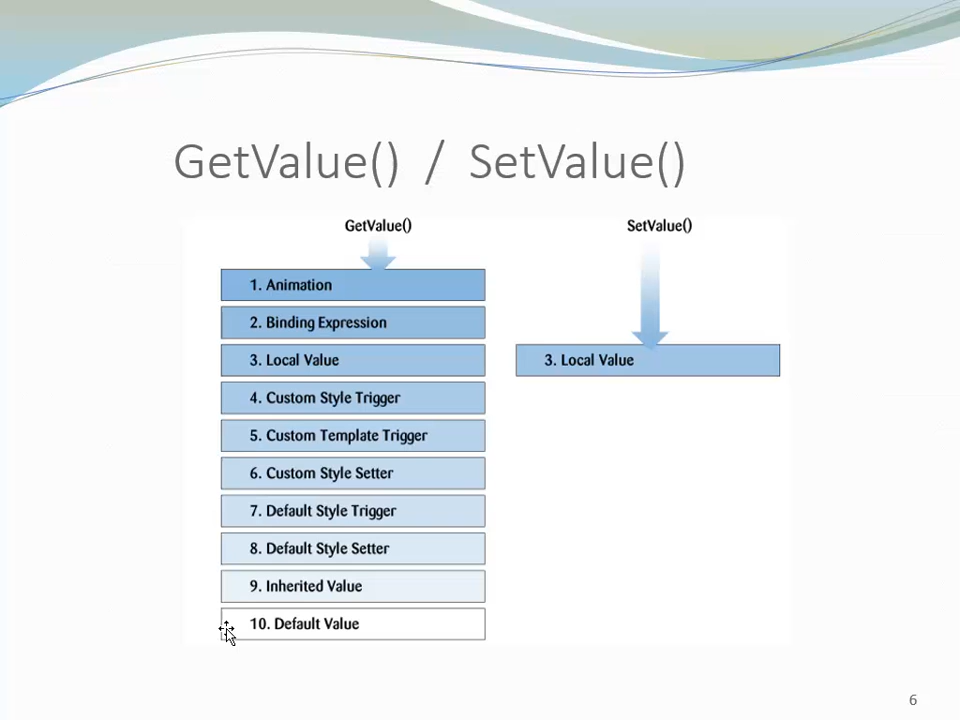 GetValue() / SetValue()
GetValue()
SetValue()
1. Animation
2. Binding Expression
3. Local Value
3. Local Value
4. Custom Style Trigger
5. Custom Template Trigger
6. Custom Style Setter
7. Default Style Trigger
8. Default Style Setter
9. Inherited Value
10. Default Value
6